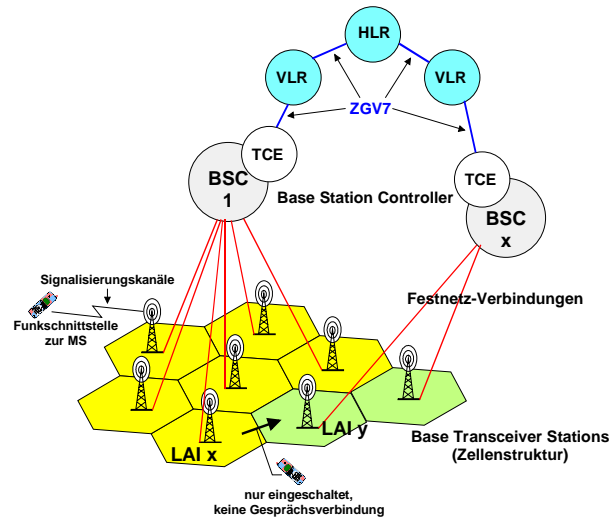 HLR
VLR
VLR
ZGV7
TCE
TCE
BSC
1
Base Station Controller
BSC
x
Signalisierungskanäle
Festnetz-Verbindungen
Funkschnittstelle
zur MS
LAI y
Base Transceiver Stations
(Zellenstruktur)
LAI x
nur eingeschaltet,
keine Gesprächsverbindung